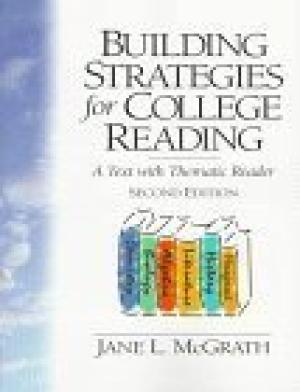 BUILDING
STRATEGIES
for COLLEGE
READING
A Text with Thematic Reader
SECOND EDITION
JANE L. MCGRATH